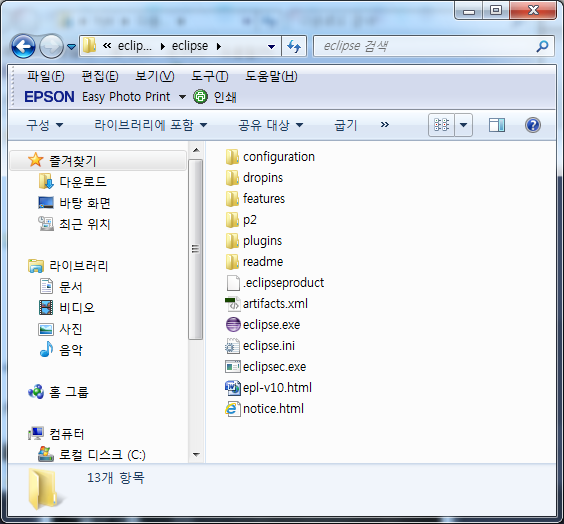 « eclip... ▸ eclipse ▸
eclipse 검색
파일(F) 편집(E) 보기(V) 도구(T) 도움말(H)
EPSON Easy Photo Print 인쇄
구성 라이브러리에 포함 공유 대상 굽기 »
즐겨찾기
다운로드
바탕 화면
최근 위치
라이브러리
문서
비디오
사진
음악
홈 그룹
컴퓨터
로컬 디스크 (C:)
configuration
dropins
features
p2
plugins
readme
.eclipseproduct
artifacts.xml
eclipse.exe
eclipse.ini
eclipsec.exe
epl-v10.html
notice.html
13개 항목